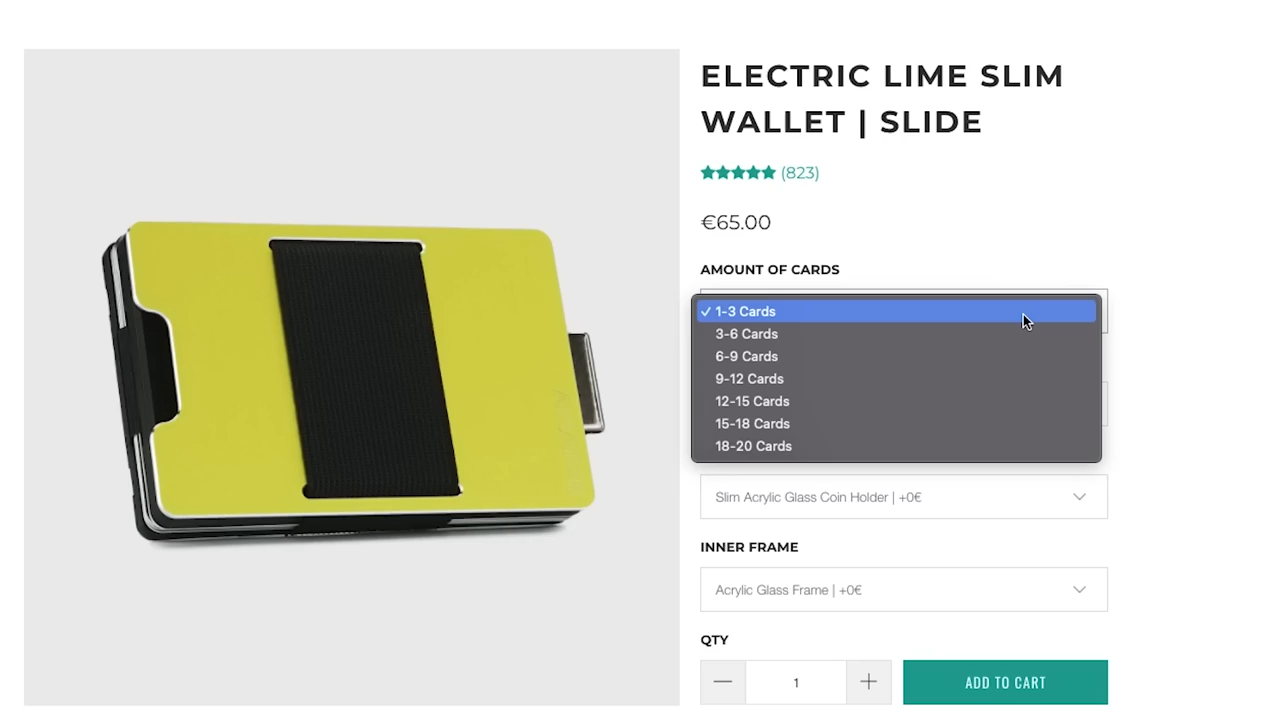 ELECTRIC LIME SLIM
WALLET | SLIDE
(823)
€65.00
AMOUNT OF CARDS
✓ 1-3 Cards
3-6 Cards
6-9 Cards
9-12 Cards
12-15 Cards
15-18 Cards
18-20 Cards
Slim Acrylic Glass Coin Holder | +0€
INNER FRAME
Acrylic Glass Frame | +0€
QTY
— 1 + ADD TO CART